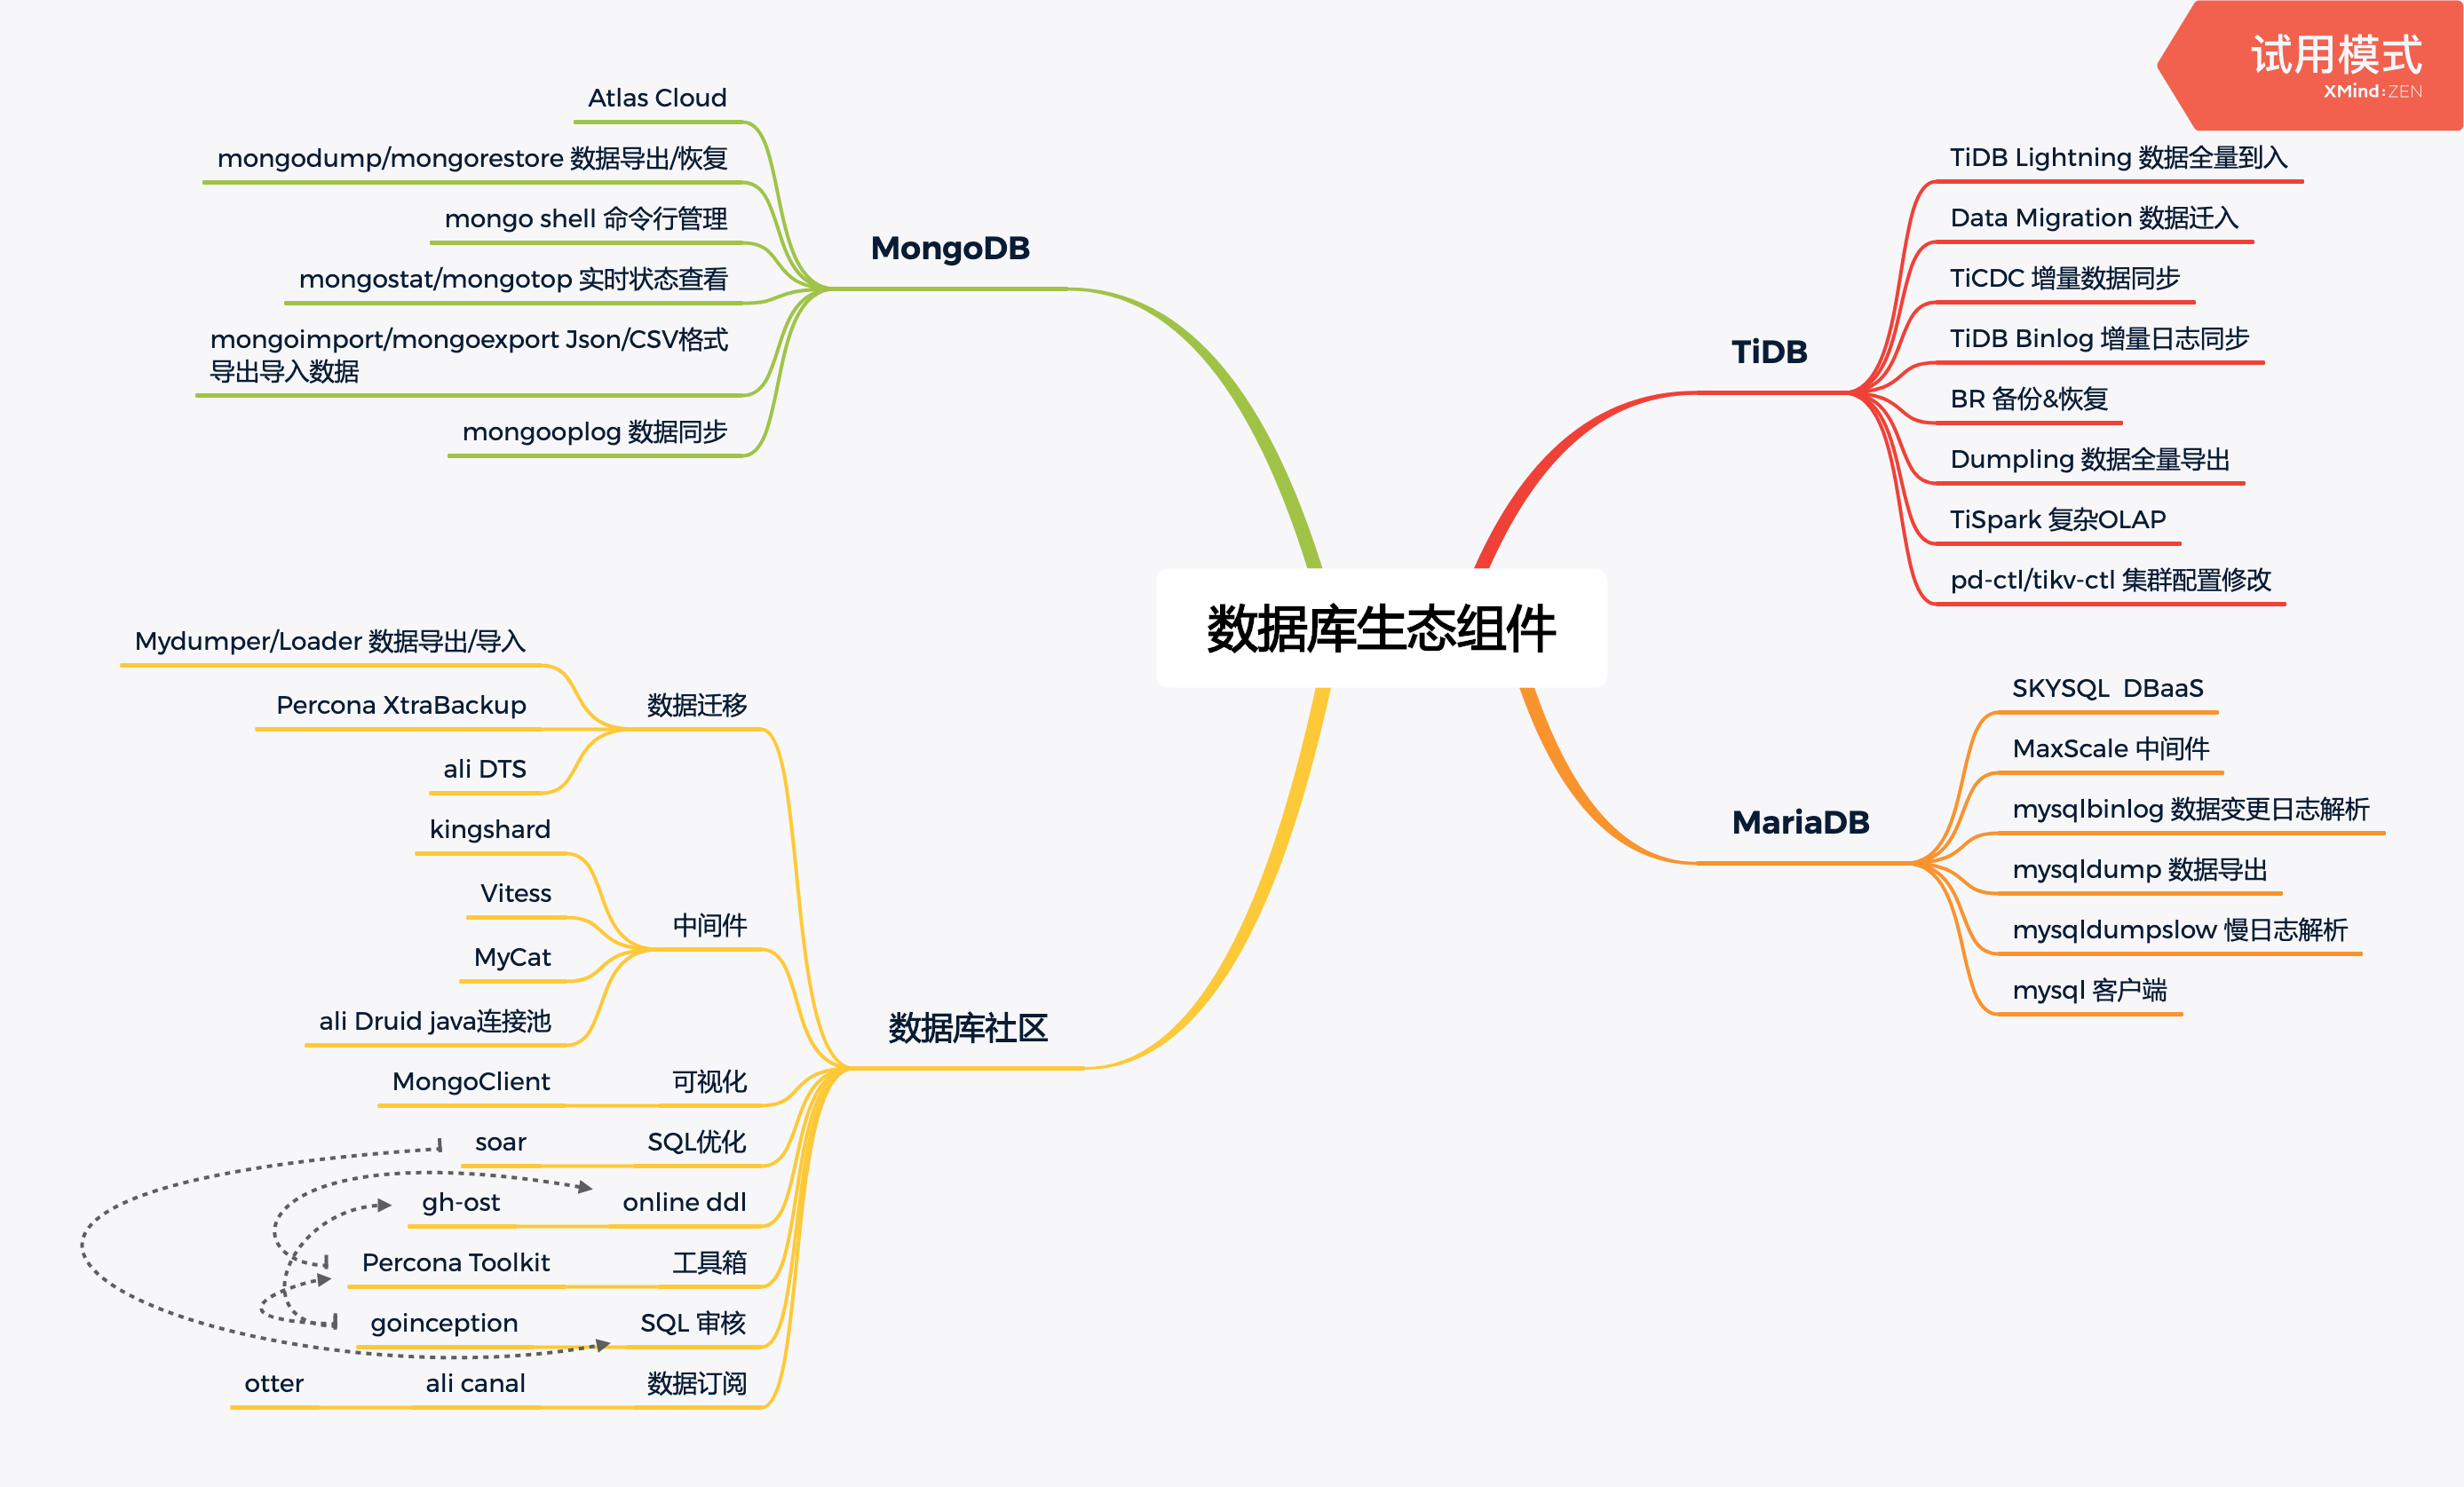 试用模式
XMind:ZEN
数据库生态组件
TiDB
TiDB Lightning 数据全量到入
Data Migration 数据迁入
TiCDC 增量数据同步
TiDB Binlog 增量日志同步
BR 备份&恢复
Dumpling 数据全量导出
TiSpark 复杂OLAP
pd-ctl/tikv-ctl 集群配置修改
MariaDB
SKYSQL  DBaaS
MaxScale 中间件
mysqlbinlog 数据变更日志解析
mysqldump 数据导出
mysqldumpslow 慢日志解析
mysql 客户端
MongoDB
Atlas Cloud
mongodump/mongorestore 数据导出/恢复
mongo shell 命令行管理
mongostat/mongotop 实时状态查看
mongoimport/mongoexport Json/CSV格式
导出导入数据
mongooplog 数据同步
数据库社区
数据迁移
Mydumper/Loader 数据导出/导入
Percona XtraBackup
ali DTS
中间件
kingshard
Vitess
MyCat
ali Druid java连接池
可视化
MongoClient
SQL优化
soar
online ddl
gh-ost
工具箱
Percona Toolkit
SQL 审核
goinception
数据订阅
ali canal
otter